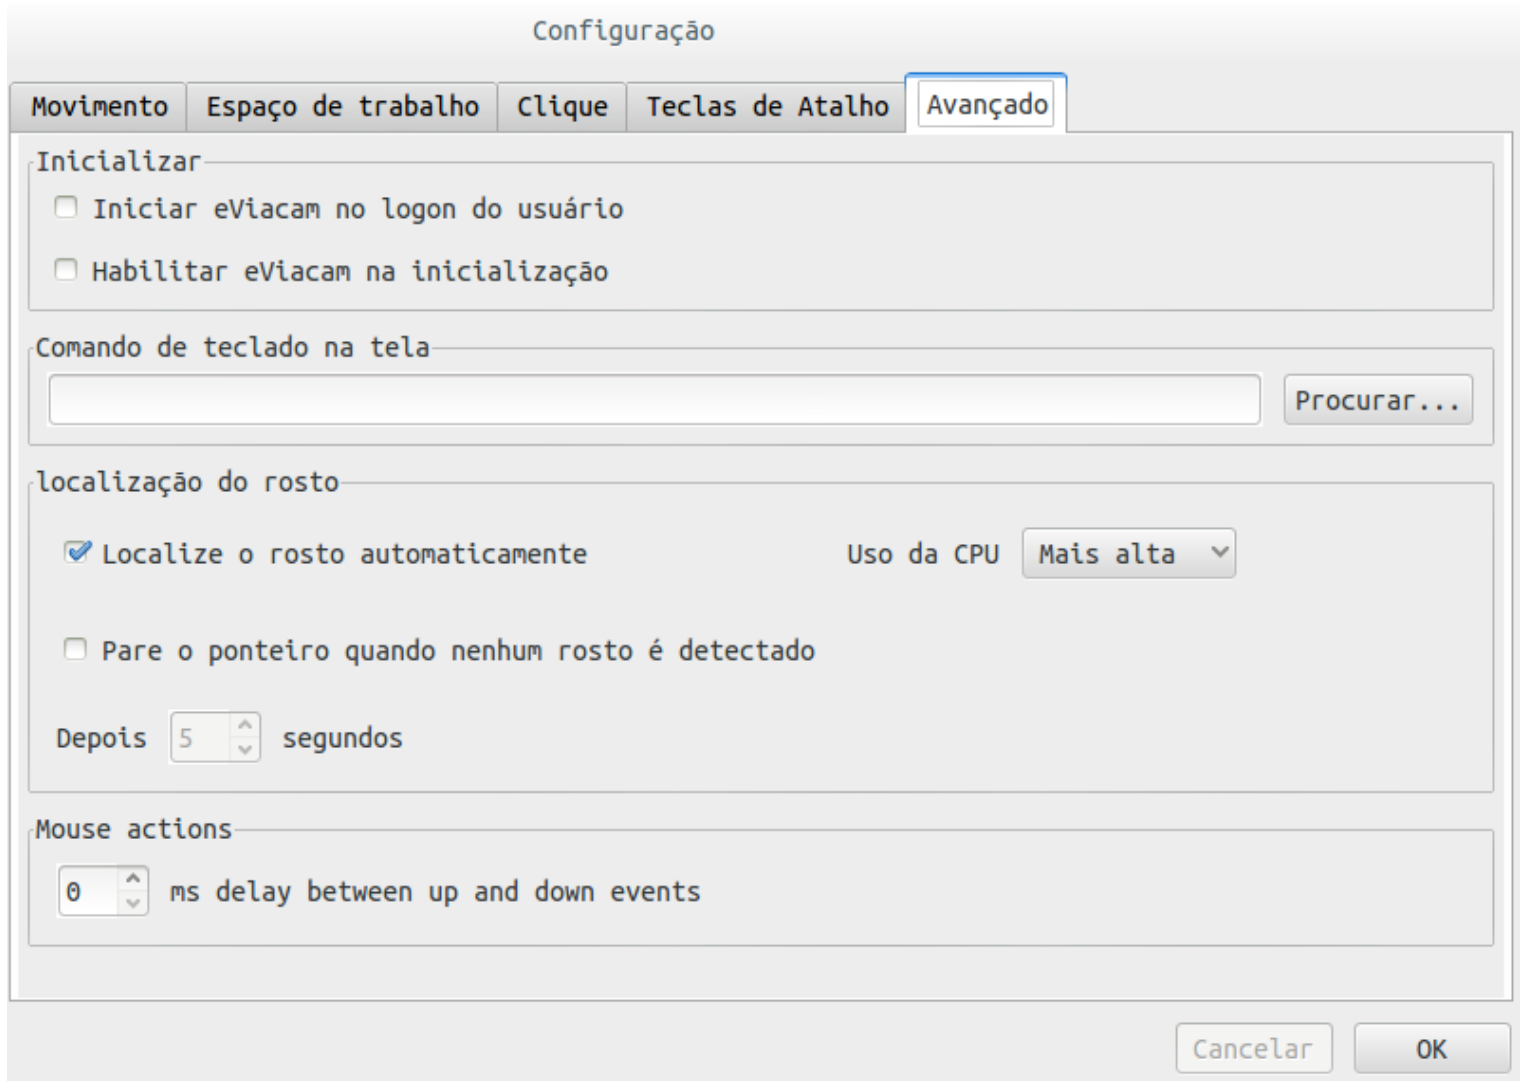 Configuração
Movimento Espaço de trabalho Clique Teclas de Atalho Avançado
Inicializar
Iniciar eViacam no logon do usuário
Habilitar eViacam na inicialização
Comando de teclado na tela
Procurar...
localização do rosto
Localize o rosto automaticamente Uso da CPU Mais alta
Pare o ponteiro quando nenhum rosto é detectado
Depois 5 segundos
Mouse actions
0 ms delay between up and down events
Cancelar OK